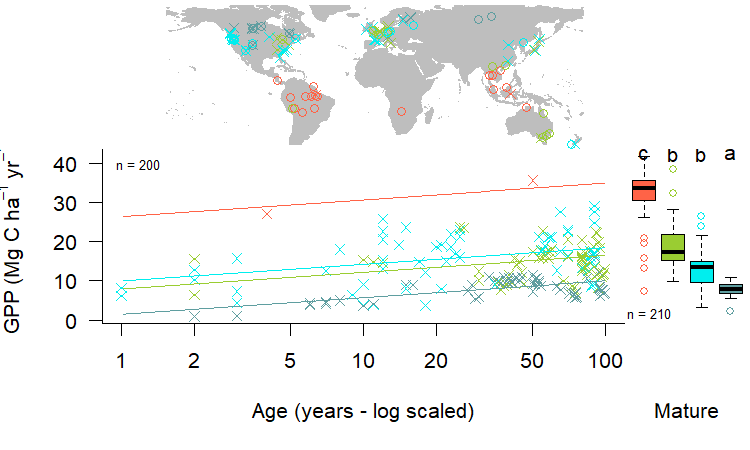 n = 200
c b b a
40
30
20
10
0
GPP (Mg C ha⁻¹ yr⁻
n = 210
1 2 5 10 20 50 100
Age (years - log scaled)
Mature